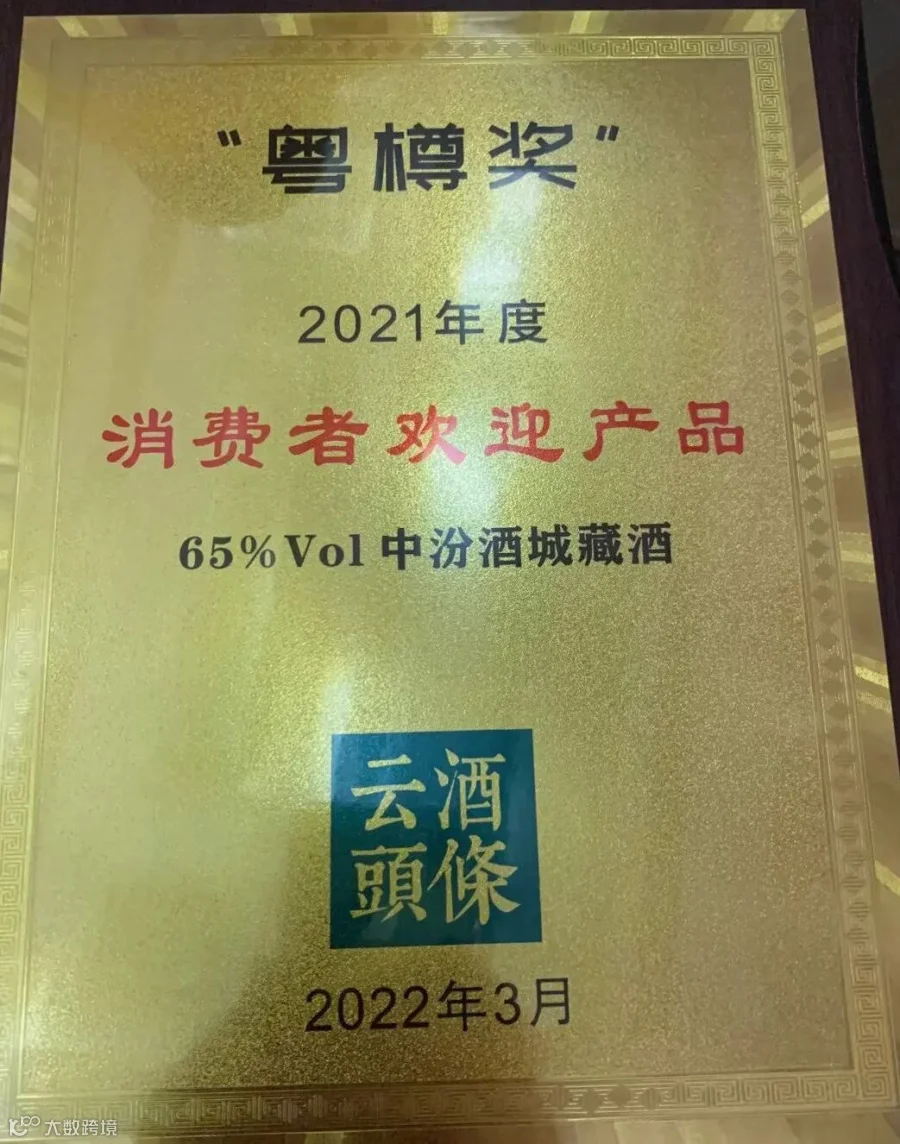 “粤樽奖”
2021年度
消费者欢迎产品
65%Vol 中汾酒城藏酒
云酒
頭條
2022年3月
大数跨境